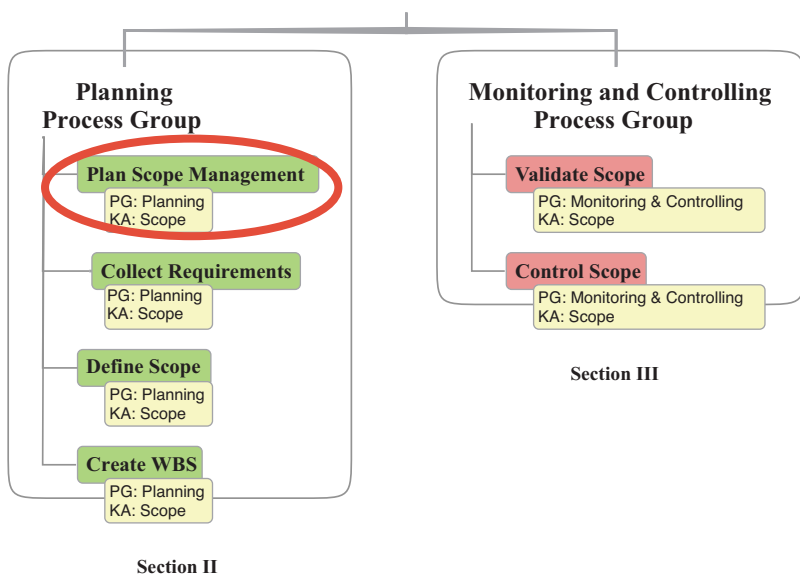 Planning
Process Group
Plan Scope Management
PG: Planning
KA: Scope
Collect Requirements
PG: Planning
KA: Scope
Define Scope
PG: Planning
KA: Scope
Create WBS
PG: Planning
KA: Scope
Section II
Monitoring and Controlling
Process Group
Validate Scope
PG: Monitoring & Controlling
KA: Scope
Control Scope
PG: Monitoring & Controlling
KA: Scope
Section III